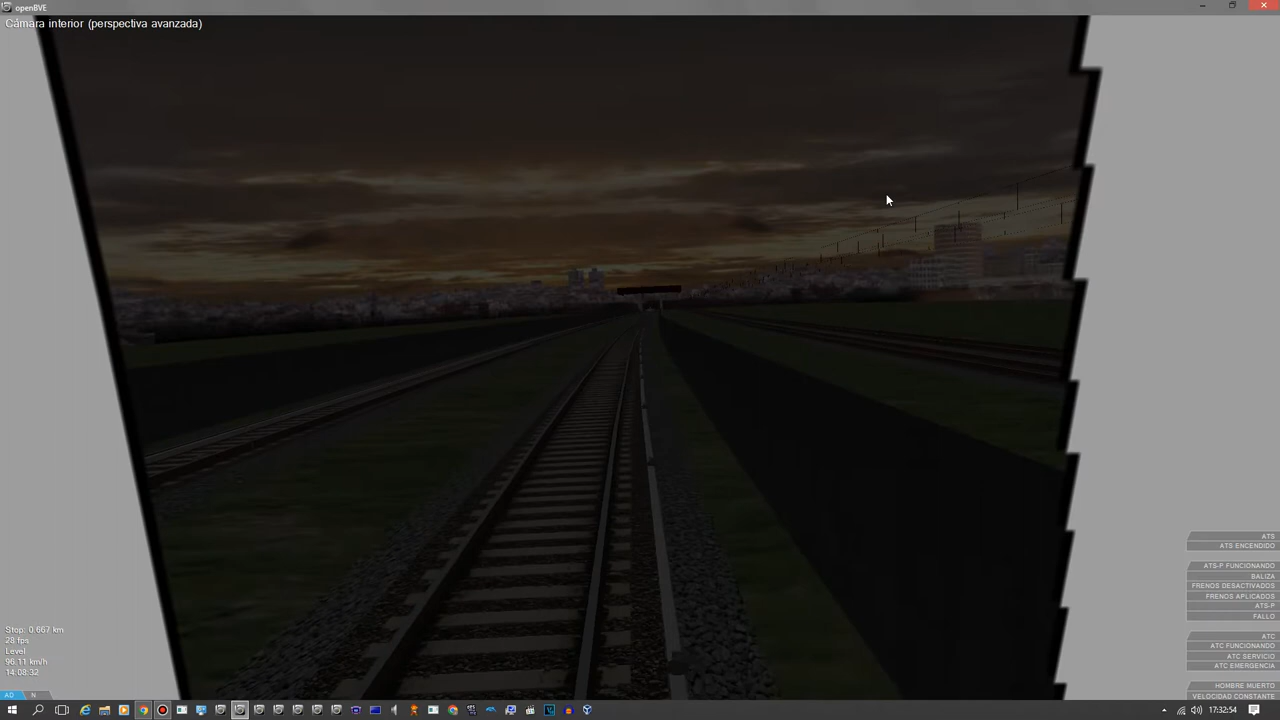 openBVE
Cámara interior (perspectiva avanzada)
ATS
ATS ENCENDIDO
ATS-P FUNCIONANDO
BALIZA
FRENOS DESACTIVADOS
FRENOS APLICADOS
ATS-P
FALLO
ATC
ATC FUNCIONANDO
ATC SERVICIO
ATC EMERGENCIA
HOMBRE MUERTO
VELOCIDAD CONSTANTE
Stop: 0.667 km
28 fps
Level
96.11 km/h
14:08:32
AD N
17:32:54